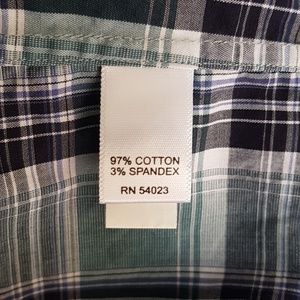 97% COTTON
3% SPANDEX
RN 54023